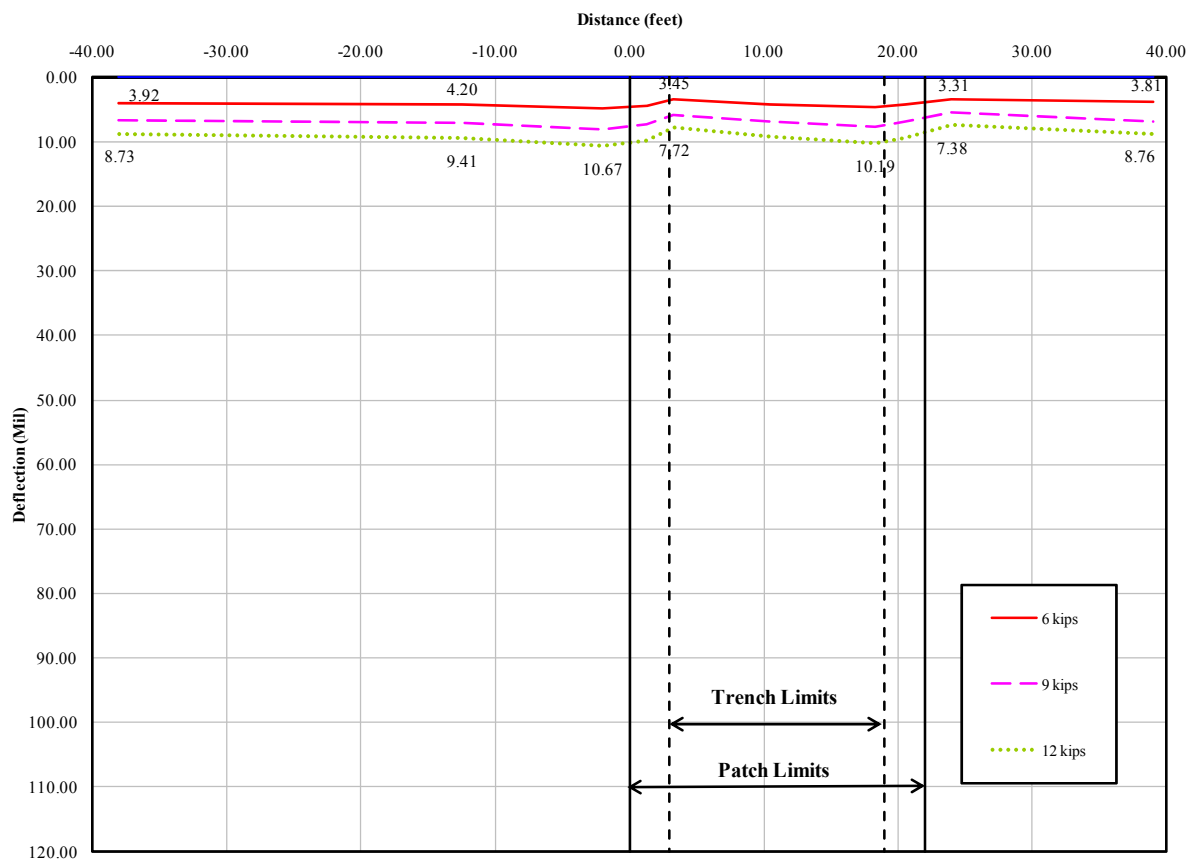 Distance (feet)
-40.00 -30.00 -20.00 -10.00 0.00 10.00 20.00 30.00 40.00
0.00
3.92 4.20 3.45 3.31 3.81
10.00
8.73 9.41 10.67 7.72 10.19 7.38 8.76
20.00
30.00
40.00
50.00
Deflection (Mil)
60.00
70.00
80.00
6 kips
90.00
9 kips
Trench Limits
100.00
12 kips
Patch Limits
110.00
120.00